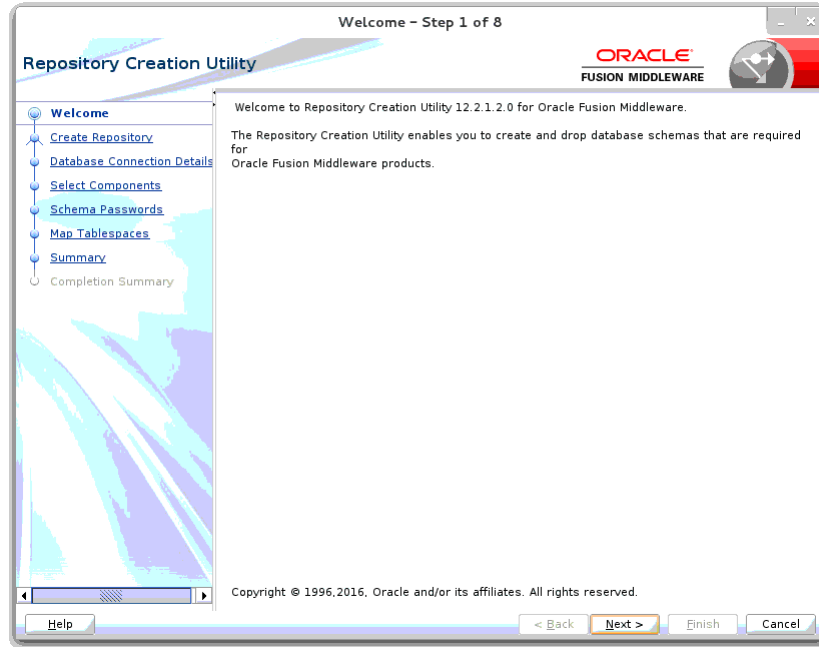 Welcome – Step 1 of 8
Repository Creation Utility
ORACLE
FUSION MIDDLEWARE
Welcome
Create Repository
Database Connection Details
Select Components
Schema Passwords
Map Tablespaces
Summary
Completion Summary
Welcome to Repository Creation Utility 12.2.1.2.0 for Oracle Fusion Middleware.
The Repository Creation Utility enables you to create and drop database schemas that are required
for
Oracle Fusion Middleware products.
Copyright © 1996,2016, Oracle and/or its affiliates. All rights reserved.
Help
< Back
Next >
Finish
Cancel